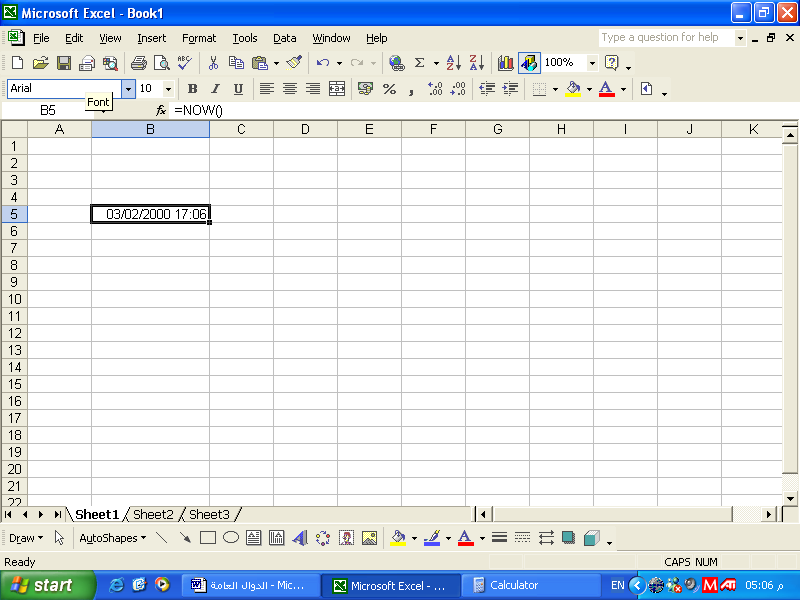 Microsoft Excel - Book1
File Edit View Insert Format Tools Data Window Help Type a question for help
Σ 100% ?
Arial 10 B I U % ,
Font
B5 fx =NOW()
A B C D E F G H I J K
1
2
3
4
5 03/02/2000 17:06
6
7
8
9
10
11
12
13
14
15
16
17
18
19
20
21
22
Sheet1 Sheet2 Sheet3
Draw AutoShapes
Ready CAPS NUM
start الدوال العامة - Mic... Microsoft Excel - ... Calculator EN 05:06 م